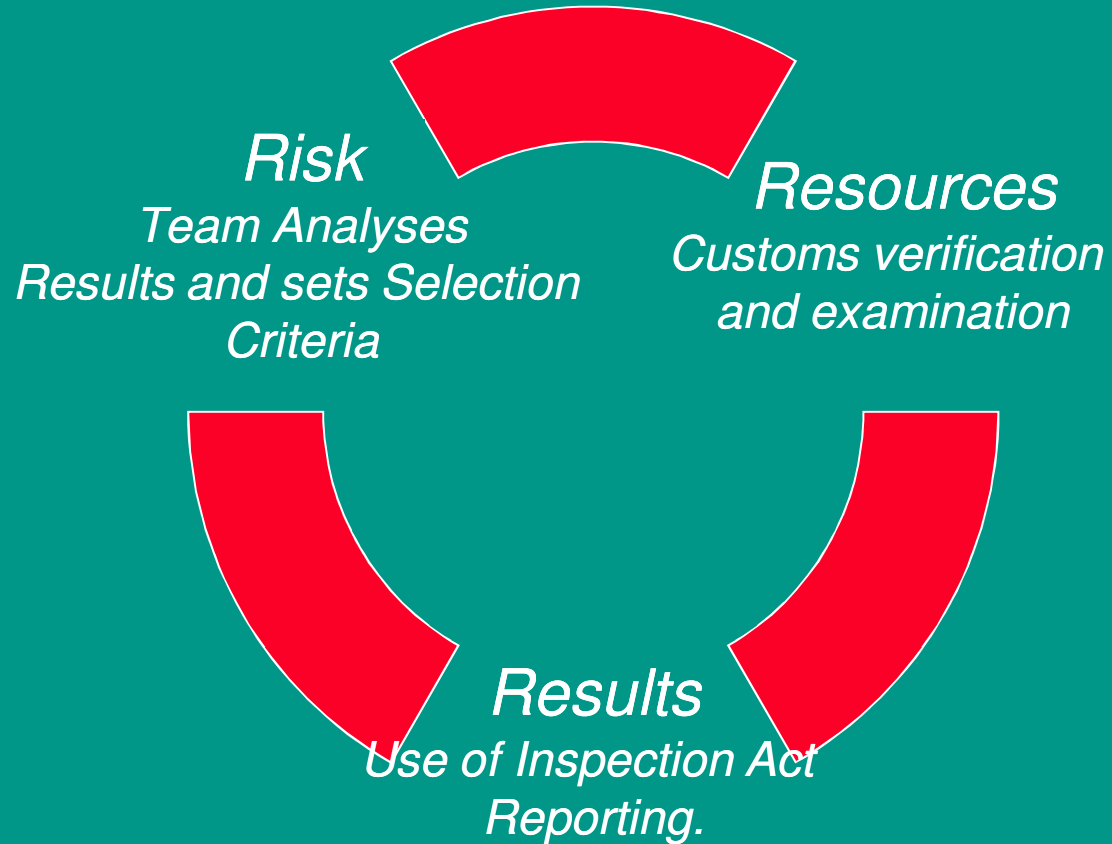 Risk
Team Analyses
Results and sets Selection
Criteria
Resources
Customs verification
and examination
Results
Use of Inspection Act
Reporting.